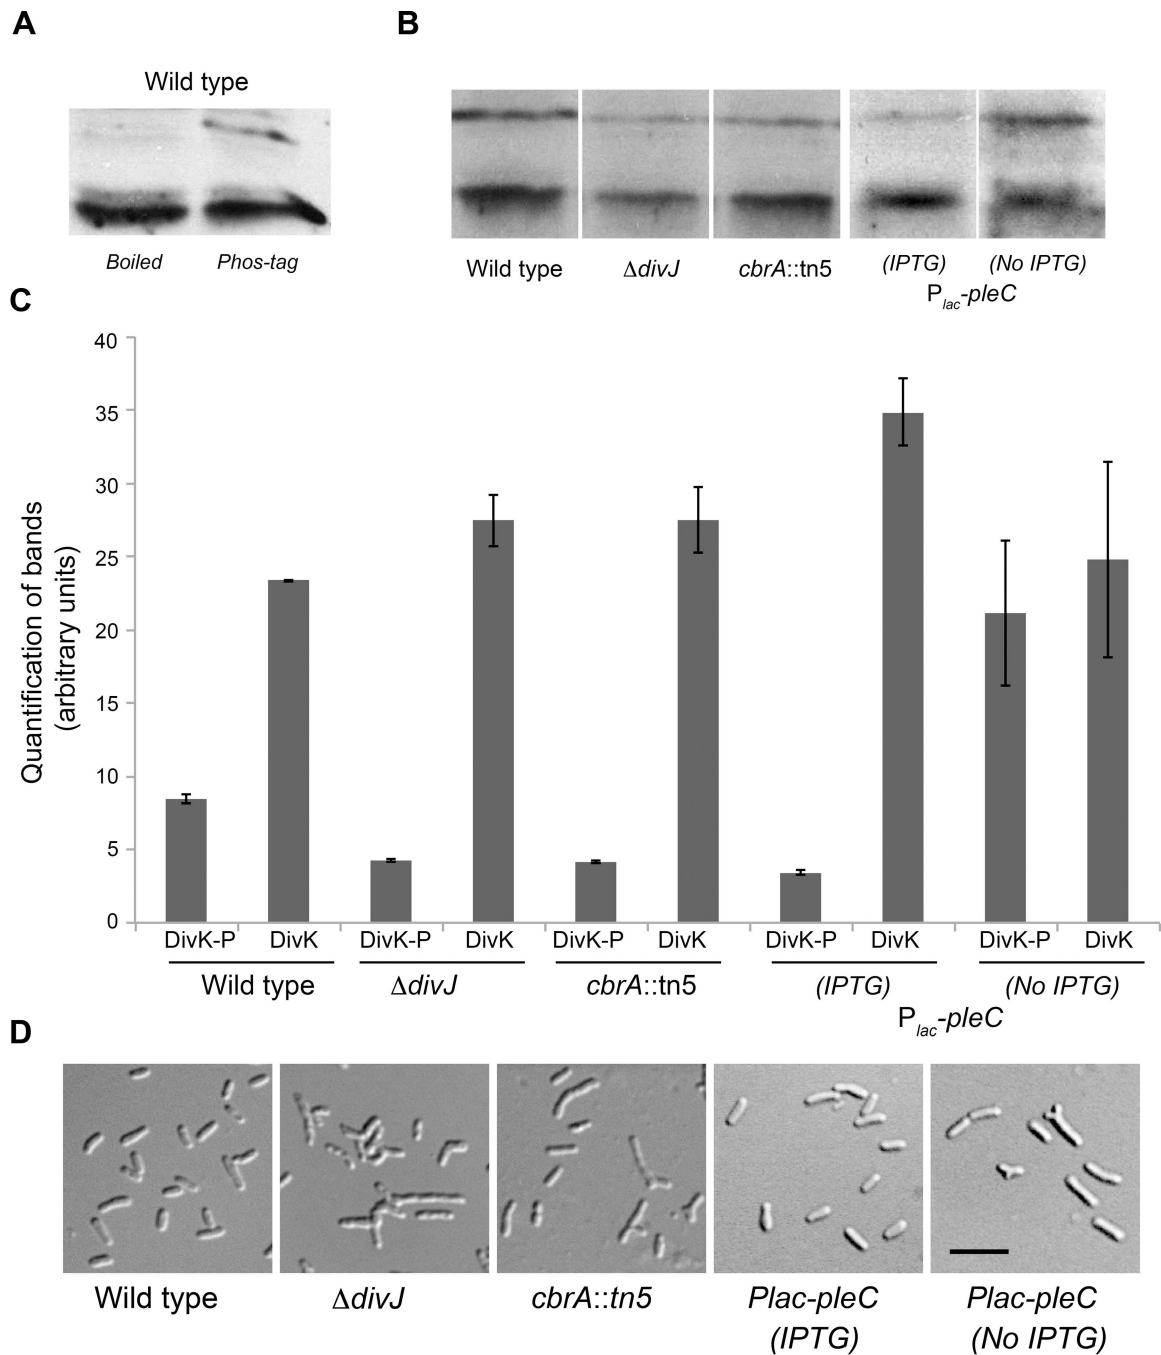 A
B
Wild type
Boiled Phos-tag
Wild type ΔdivJ cbrA::tn5 (IPTG) (No IPTG)
Plac-pleC
C
Quantification of bands
(arbitrary units)
40
35
30
25
20
15
10
5
0
DivK-P DivK DivK-P DivK DivK-P DivK DivK-P DivK DivK-P DivK
Wild type ΔdivJ cbrA::tn5 (IPTG) (No IPTG)
Plac-pleC
D
Wild type ΔdivJ cbrA::tn5 Plac-pleC Plac-pleC
(IPTG) (No IPTG)